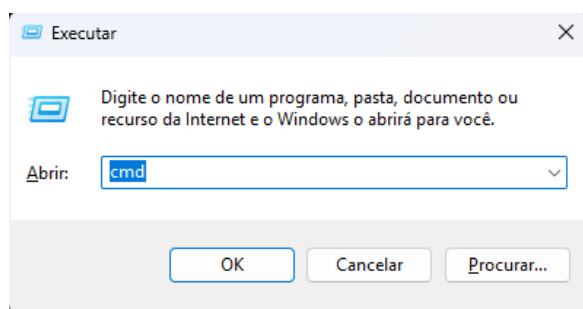 Executar
Digite o nome de um programa, pasta, documento ou
recurso da Internet e o Windows o abrirá para você.
Abrir: cmd
OK Cancelar Procurar...